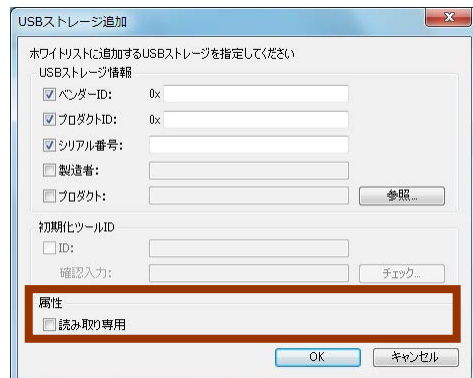 USBストレージ追加
ホワイトリストに追加するUSBストレージを指定してください
USBストレージ情報
ベンダーID: 0x
プロダクトID: 0x
シリアル番号:
製造者:
プロダクト: 参照...
初期化ツールID
ID:
確認入力: チェック...
属性
読み取り専用
OK キャンセル